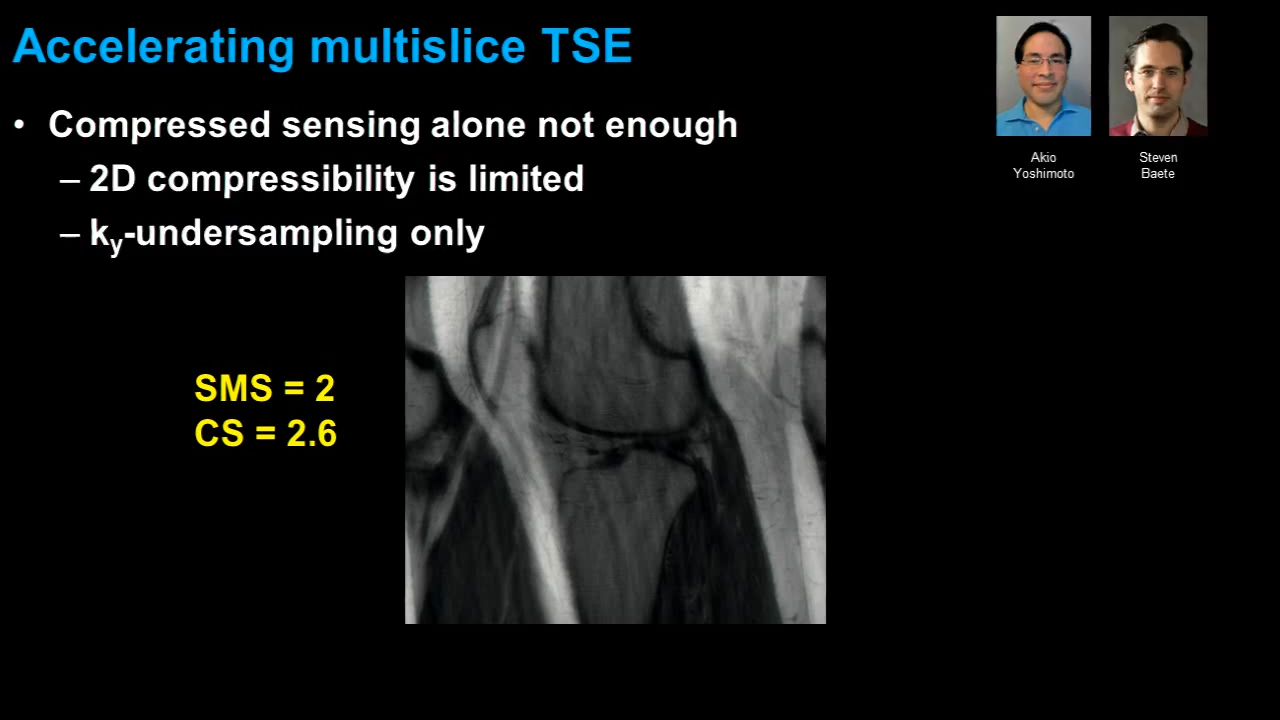 Accelerating multislice TSE
• Compressed sensing alone not enough
– 2D compressibility is limited
– ky-undersampling only
SMS = 2
CS = 2.6
Akio
Yoshimoto
Steven
Baete